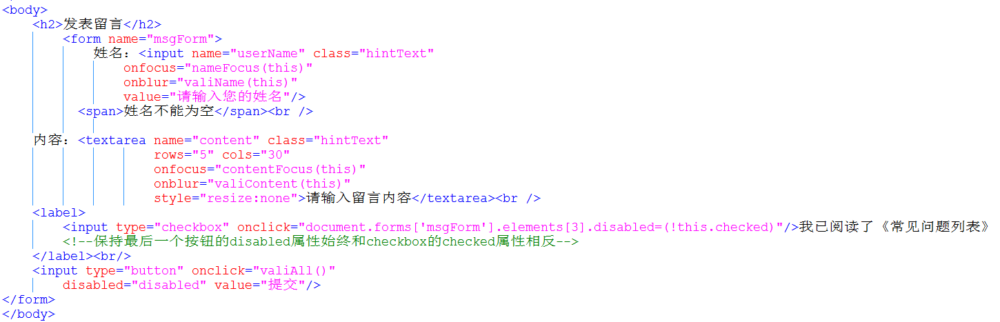 <body>
<h2>发表留言</h2>
<form name="msgForm">
姓名：<input name="userName" class="hintText"
onfocus="nameFocus(this)"
onblur="valiName(this)"
value="请输入您的姓名"/>
<span>姓名不能为空</span><br />
内容：<textarea name="content" class="hintText"
rows="5" cols="30"
onfocus="contentFocus(this)"
onblur="valiContent(this)"
style="resize:none">请输入留言内容</textarea><br />
<label>
<input type="checkbox" onclick="document.forms['msgForm'].elements[3].disabled=(!this.checked)"/>我已阅读了《常见问题列表》
<!--保持最后一个按钮的disabled属性始终和checkbox的checked属性相反-->
</label><br/>
<input type="button" onclick="valiAll()"
disabled="disabled" value="提交"/>
</form>
</body>